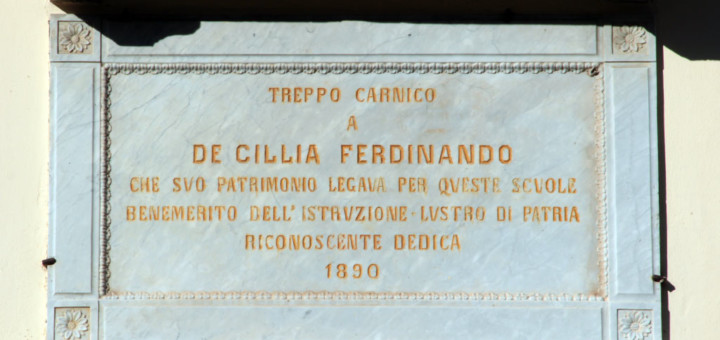 TREPPO CARNICO
A
DE CILLIA FERDINANDO
CHE SVO PATRIMONIO LEGAVA PER QVESTE SCVOLE
BENEMERITO DELL'ISTRVZIONE·LVSTRO DI PATRIA
RICONOSCENTE DEDICA
1890